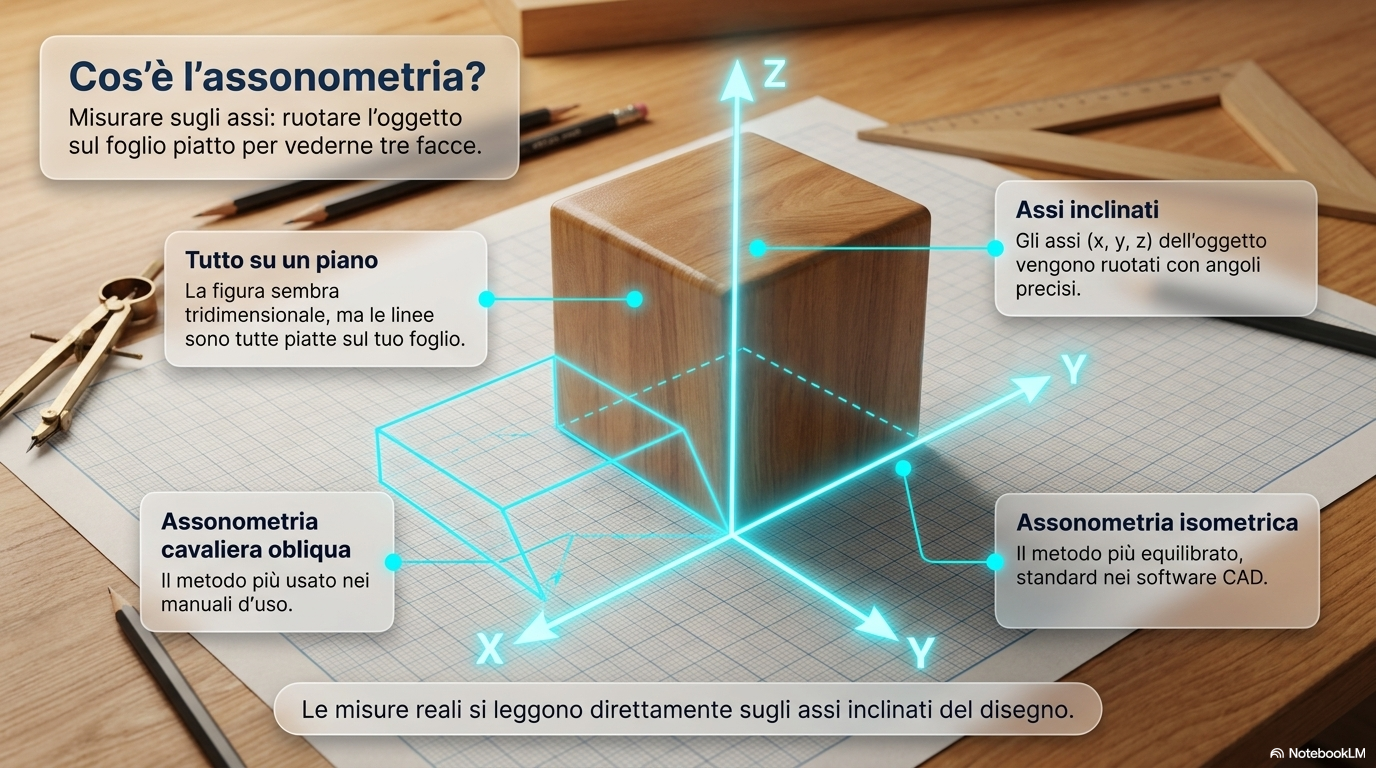 Cos'è l'assonometria?
Misurare sugli assi: ruotare l'oggetto
sul foglio piatto per vederne tre facce.
Z
Assi inclinati
Gli assi (x, y, z) dell'oggetto
vengono ruotati con angoli
precisi.
Tutto su un piano
La figura sembra
tridimensionale, ma le linee
sono tutte piatte sul tuo foglio.
Y
Assonometria
cavaliera obliqua
Il metodo più usato nei
manuali d'uso.
Assonometria isometrica
Il metodo più equilibrato,
standard nei software CAD.
X
Y
Le misure reali si leggono direttamente sugli assi inclinati del disegno.
NotebookLM